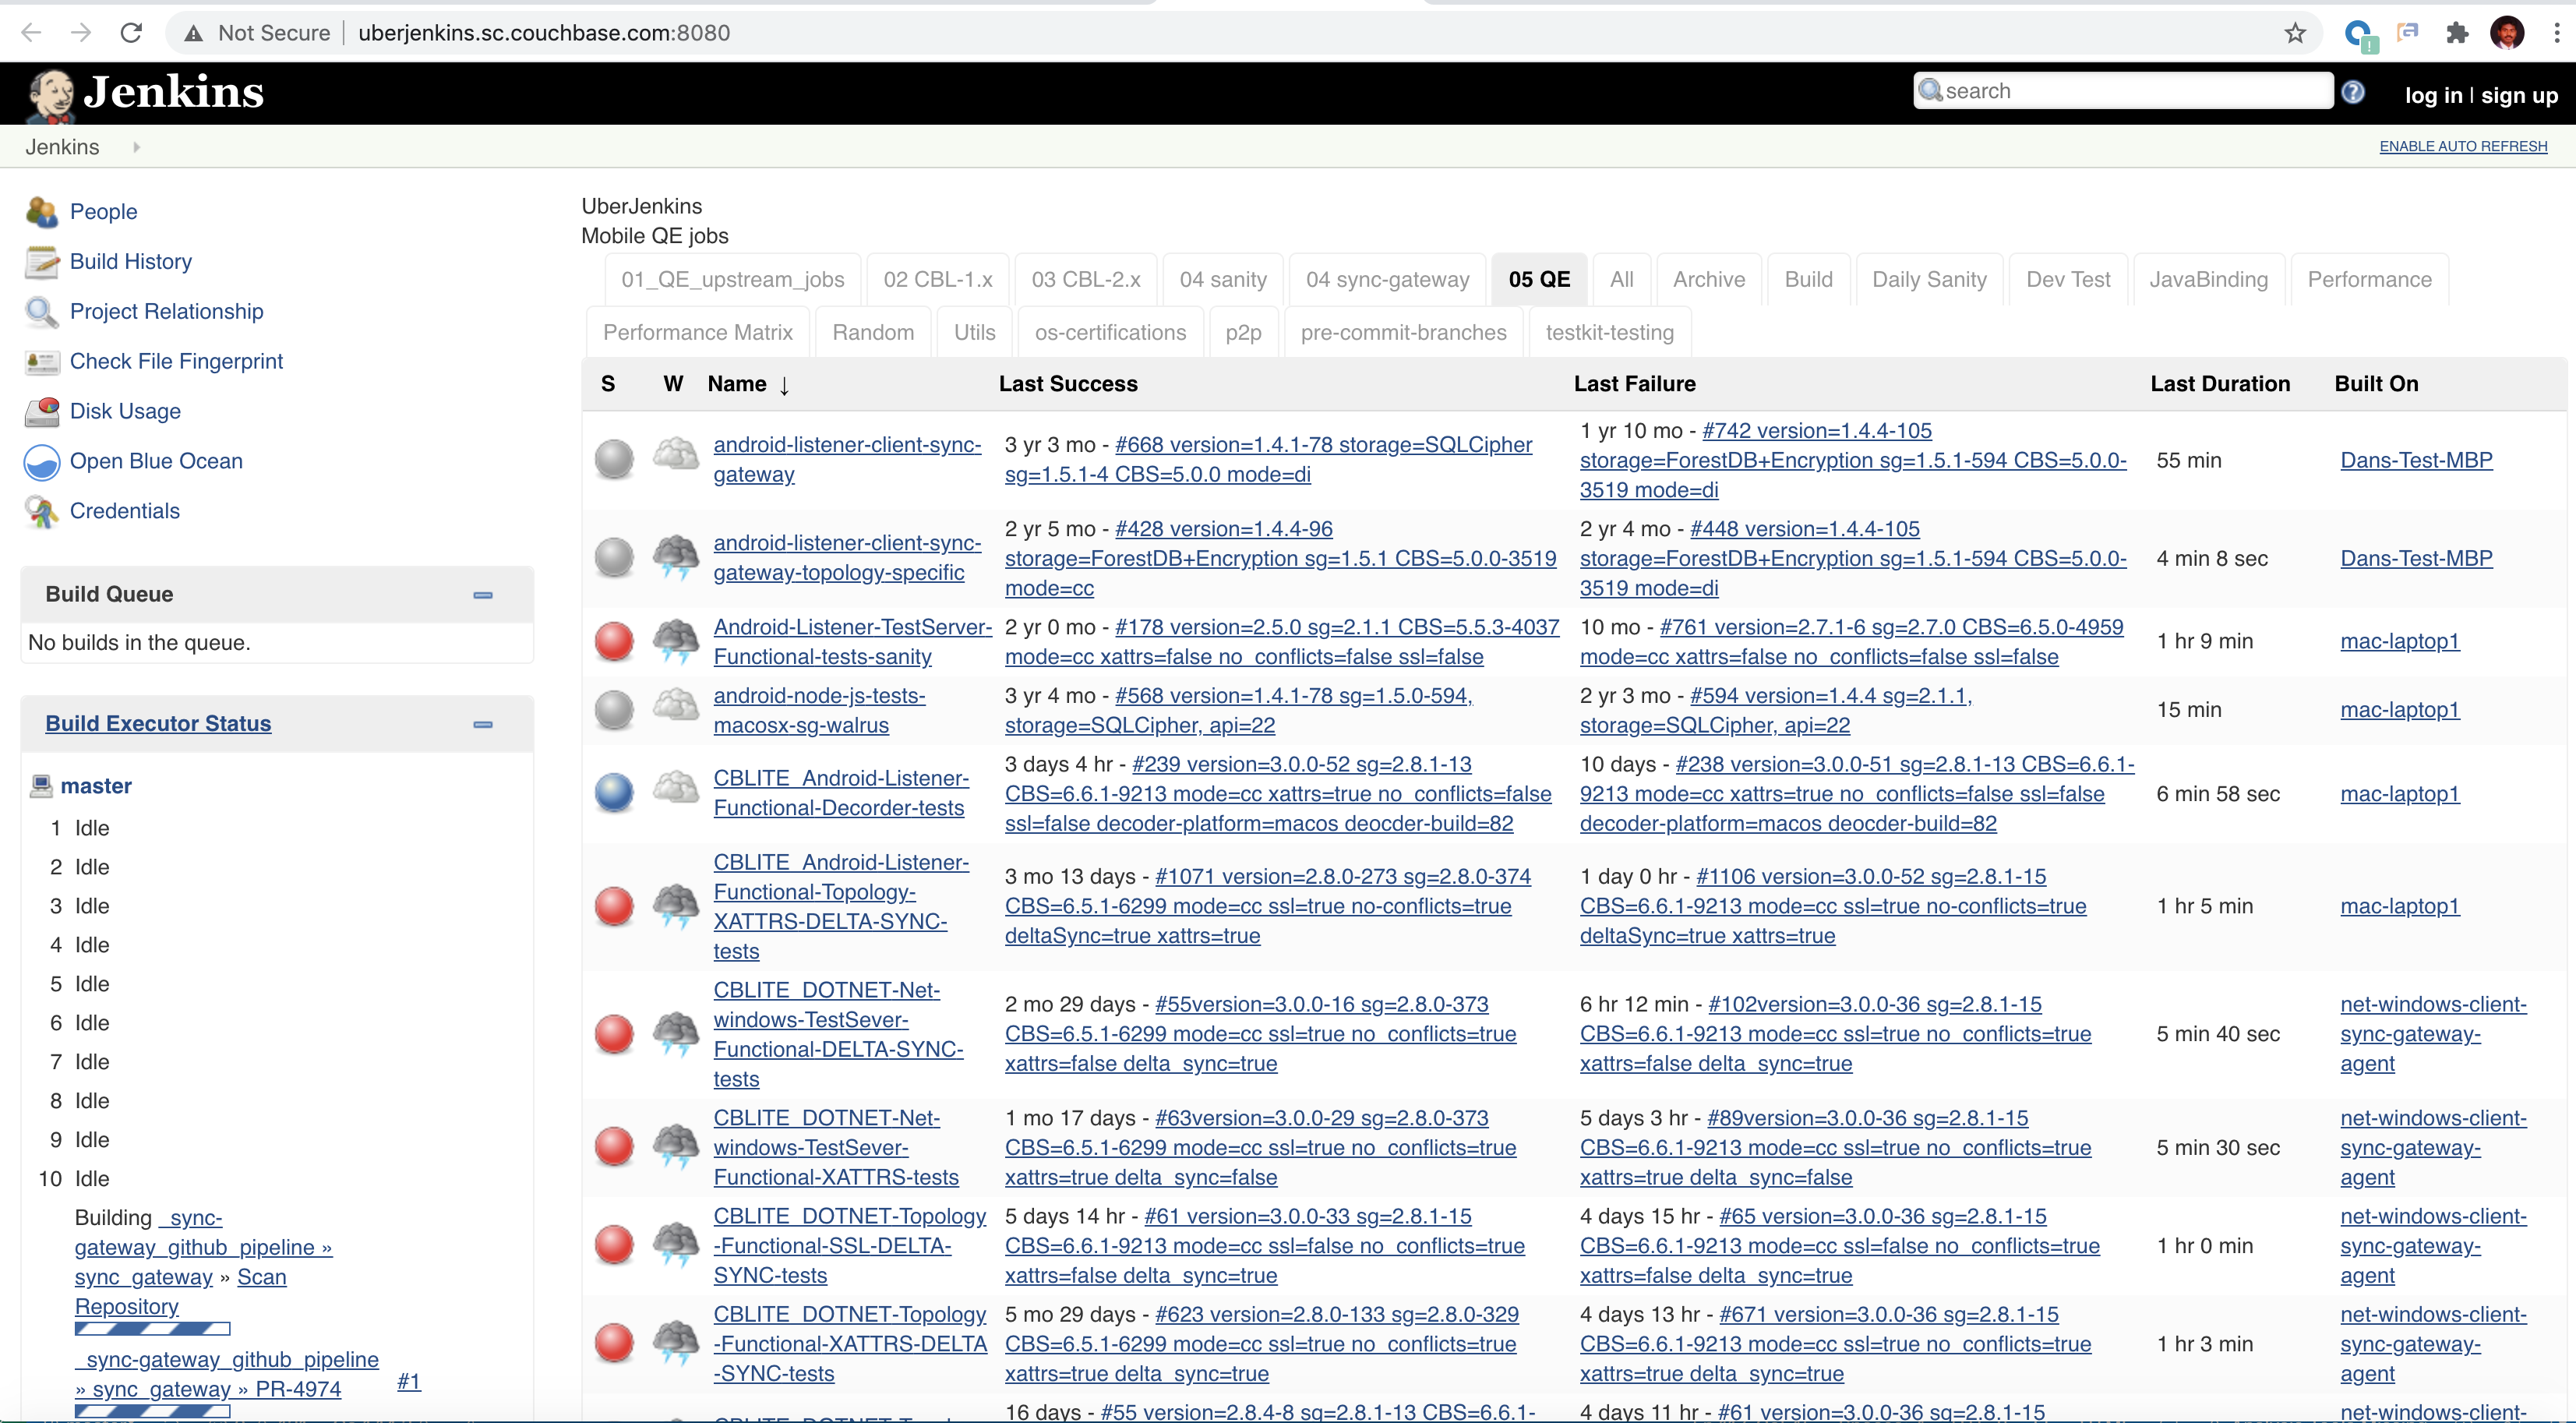 Not Secure | uberjenkins.sc.couchbase.com:8080
Jenkins
search
log in | sign up
Jenkins
ENABLE AUTO REFRESH
People
Build History
Project Relationship
Check File Fingerprint
Disk Usage
Open Blue Ocean
Credentials
Build Queue
No builds in the queue.
Build Executor Status
master
1 Idle
2 Idle
3 Idle
4 Idle
5 Idle
6 Idle
7 Idle
8 Idle
9 Idle
10 Idle
Building _sync-
gateway_github_pipeline »
sync_gateway » Scan
Repository
_sync-gateway_github_pipeline
» sync_gateway » PR-4974
#1
UberJenkins
Mobile QE jobs
01_QE_upstream_jobs 02 CBL-1.x 03 CBL-2.x 04 sanity 04 sync-gateway 05 QE All Archive Build Daily Sanity Dev Test JavaBinding Performance
Performance Matrix Random Utils os-certifications p2p pre-commit-branches testkit-testing
S W Name ↓ Last Success Last Failure Last Duration Built On
android-listener-client-sync-
gateway
3 yr 3 mo - #668 version=1.4.1-78 storage=SQLCipher
sg=1.5.1-4 CBS=5.0.0 mode=di
1 yr 10 mo - #742 version=1.4.4-105
storage=ForestDB+Encryption sg=1.5.1-594 CBS=5.0.0-
3519 mode=di
55 min
Dans-Test-MBP
android-listener-client-sync-
gateway-topology-specific
2 yr 5 mo - #428 version=1.4.4-96
storage=ForestDB+Encryption sg=1.5.1 CBS=5.0.0-3519
mode=cc
2 yr 4 mo - #448 version=1.4.4-105
storage=ForestDB+Encryption sg=1.5.1-594 CBS=5.0.0-
3519 mode=di
4 min 8 sec
Dans-Test-MBP
Android-Listener-TestServer-
Functional-tests-sanity
2 yr 0 mo - #178 version=2.5.0 sg=2.1.1 CBS=5.5.3-4037
mode=cc xattrs=false no_conflicts=false ssl=false
10 mo - #761 version=2.7.1-6 sg=2.7.0 CBS=6.5.0-4959
mode=cc xattrs=false no_conflicts=false ssl=false
1 hr 9 min
mac-laptop1
android-node-js-tests-
macosx-sg-walrus
3 yr 4 mo - #568 version=1.4.1-78 sg=1.5.0-594,
storage=SQLCipher, api=22
2 yr 3 mo - #594 version=1.4.4 sg=2.1.1,
storage=SQLCipher, api=22
15 min
mac-laptop1
CBLITE_Android-Listener-
Functional-Decorder-tests
3 days 4 hr - #239 version=3.0.0-52 sg=2.8.1-13
CBS=6.6.1-9213 mode=cc xattrs=true no_conflicts=false
ssl=false decoder-platform=macos deocder-build=82
10 days - #238 version=3.0.0-51 sg=2.8.1-13 CBS=6.6.1-
9213 mode=cc xattrs=true no_conflicts=false ssl=false
decoder-platform=macos deocder-build=82
6 min 58 sec
mac-laptop1
CBLITE_Android-Listener-
Functional-Topology-
XATTRS-DELTA-SYNC-
tests
3 mo 13 days - #1071 version=2.8.0-273 sg=2.8.0-374
CBS=6.5.1-6299 mode=cc ssl=true no-conflicts=true
deltaSync=true xattrs=true
1 day 0 hr - #1106 version=3.0.0-52 sg=2.8.1-15
CBS=6.6.1-9213 mode=cc ssl=true no-conflicts=true
deltaSync=true xattrs=true
1 hr 5 min
mac-laptop1
CBLITE_DOTNET-Net-
windows-TestSever-
Functional-DELTA-SYNC-
tests
2 mo 29 days - #55version=3.0.0-16 sg=2.8.0-373
CBS=6.5.1-6299 mode=cc ssl=true no_conflicts=true
xattrs=false delta_sync=true
6 hr 12 min - #102version=3.0.0-36 sg=2.8.1-15
CBS=6.6.1-9213 mode=cc ssl=true no_conflicts=true
xattrs=false delta_sync=true
5 min 40 sec
net-windows-client-
sync-gateway-
agent
CBLITE_DOTNET-Net-
windows-TestSever-
Functional-XATTRS-tests
1 mo 17 days - #63version=3.0.0-29 sg=2.8.0-373
CBS=6.5.1-6299 mode=cc ssl=true no_conflicts=true
xattrs=true delta_sync=false
5 days 3 hr - #89version=3.0.0-36 sg=2.8.1-15
CBS=6.6.1-9213 mode=cc ssl=true no_conflicts=true
xattrs=true delta_sync=false
5 min 30 sec
net-windows-client-
sync-gateway-
agent
CBLITE_DOTNET-Topology
-Functional-SSL-DELTA-
SYNC-tests
5 days 14 hr - #61 version=3.0.0-33 sg=2.8.1-15
CBS=6.6.1-9213 mode=cc ssl=false no_conflicts=true
xattrs=false delta_sync=true
4 days 15 hr - #65 version=3.0.0-36 sg=2.8.1-15
CBS=6.6.1-9213 mode=cc ssl=false no_conflicts=true
xattrs=false delta_sync=true
1 hr 0 min
net-windows-client-
sync-gateway-
agent
CBLITE_DOTNET-Topology
-Functional-XATTRS-DELTA
-SYNC-tests
5 mo 29 days - #623 version=2.8.0-133 sg=2.8.0-329
CBS=6.5.1-6299 mode=cc ssl=true no_conflicts=true
xattrs=true delta_sync=true
4 days 13 hr - #671 version=3.0.0-36 sg=2.8.1-15
CBS=6.6.1-9213 mode=cc ssl=true no_conflicts=true
xattrs=true delta_sync=true
1 hr 3 min
net-windows-client-
sync-gateway-
agent
16 days - #55 version=2.8.4-8 sg=2.8.1-13 CBS=6.6.1-
4 days 11 hr - #61 version=3.0.0-36 sg=2.8.1-15
net-windows-client-